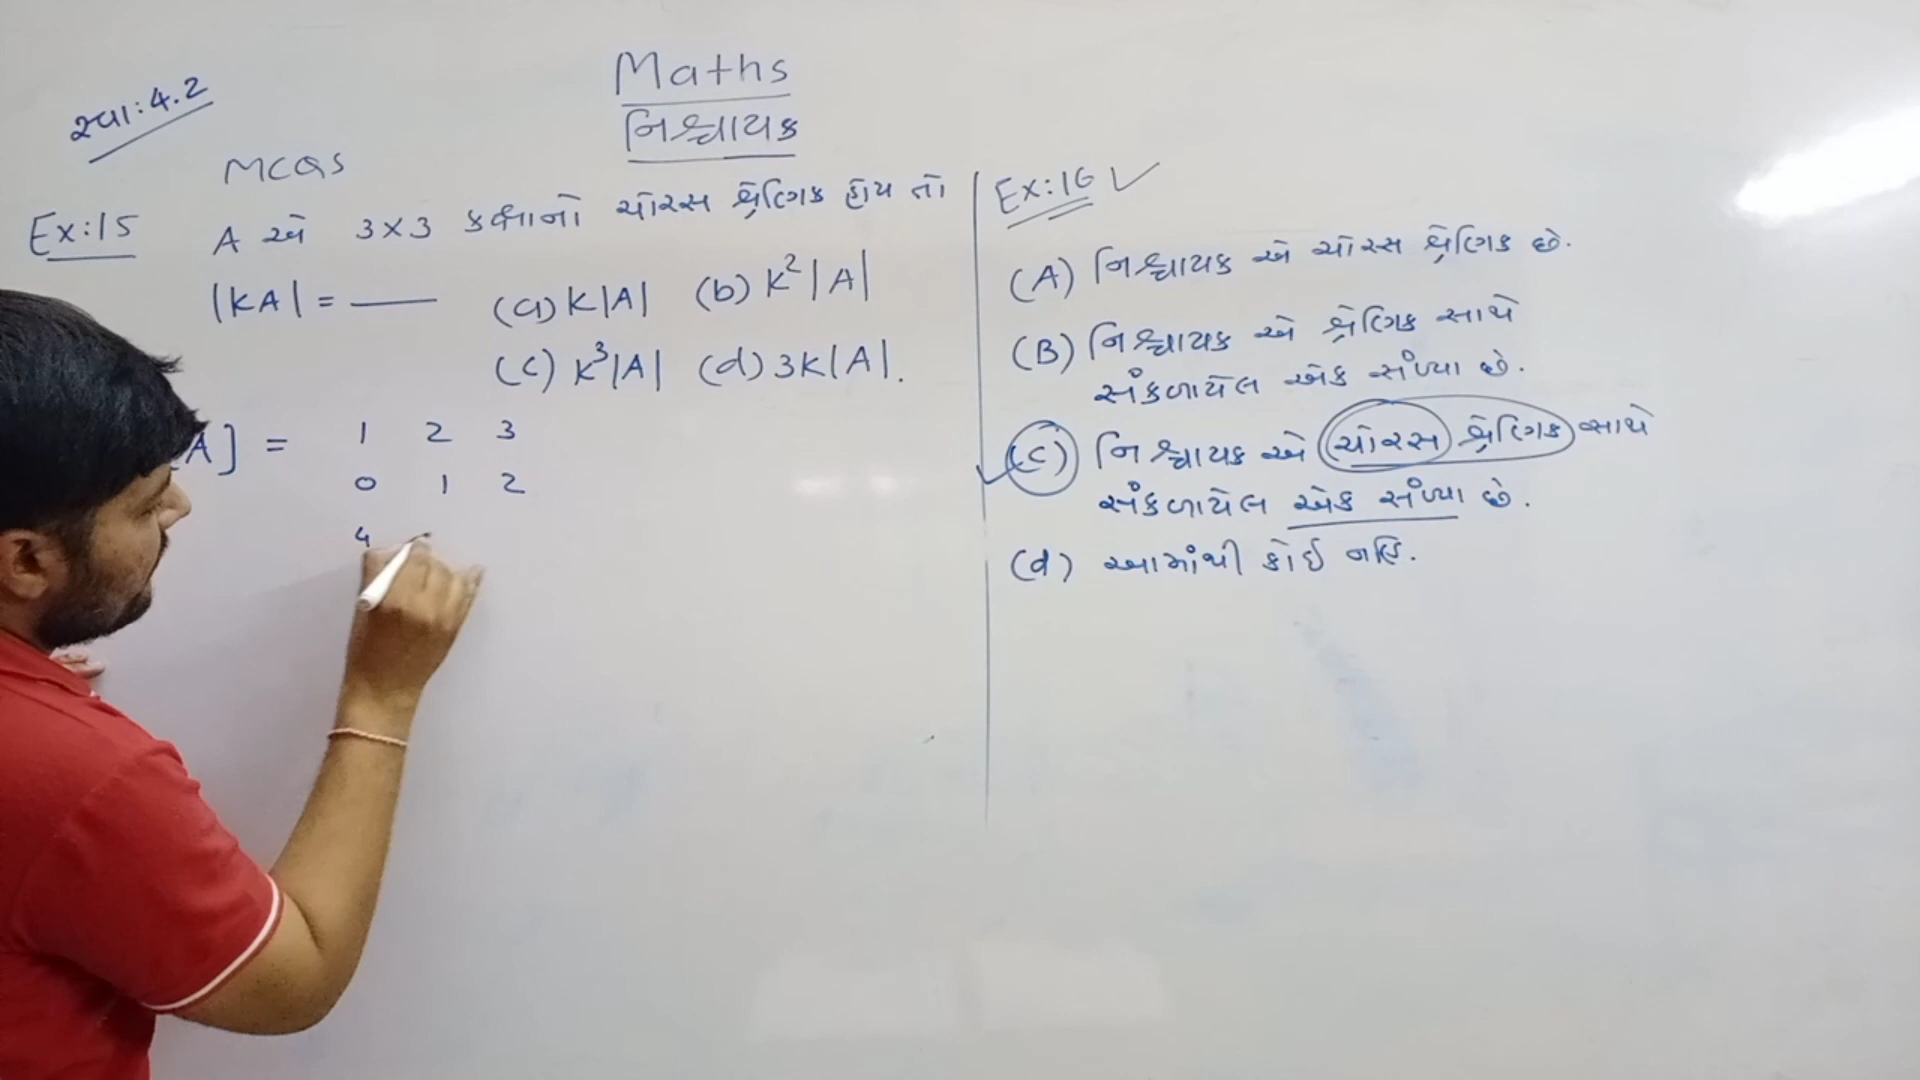 સ્વા:4.2
Maths
નિશ્ચાયક
MCQS
Ex:15 A એ 3×3 કક્ષાનો ચોરસ શ્રેણિક હોય તો
|KA| = ___ (a) K|A| (b) K²|A|
(c) K³|A| (d) 3K|A|.
A] = 1 2 3
0 1 2
4
Ex:16 ✓
(A) નિશ્ચાયક એ ચોરસ શ્રેણિક છે.
(B) નિશ્ચાયક એ શ્રેણિક સાથે
સંકળાયેલ એક સંખ્યા છે.
(C) નિશ્ચાયક એ ચોરસ શ્રેણિક સાથે
સંકળાયેલ એક સંખ્યા છે.
(d) આમાંથી કોઈ નહિ.